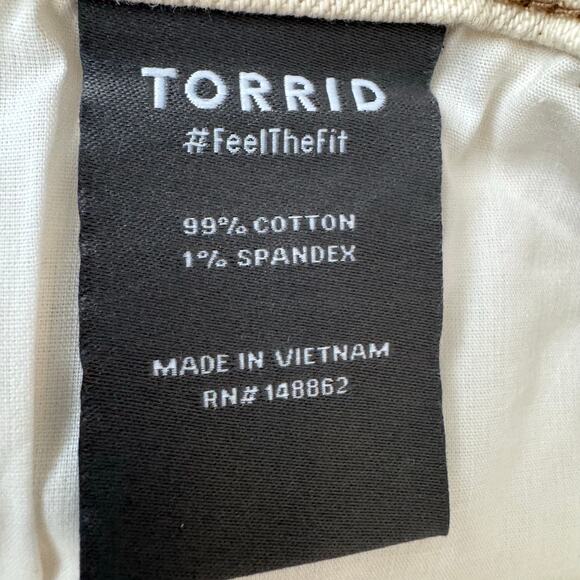 TORRID
#FeelTheFit
99% COTTON
1% SPANDEX
MADE IN VIETNAM
RN# 148862